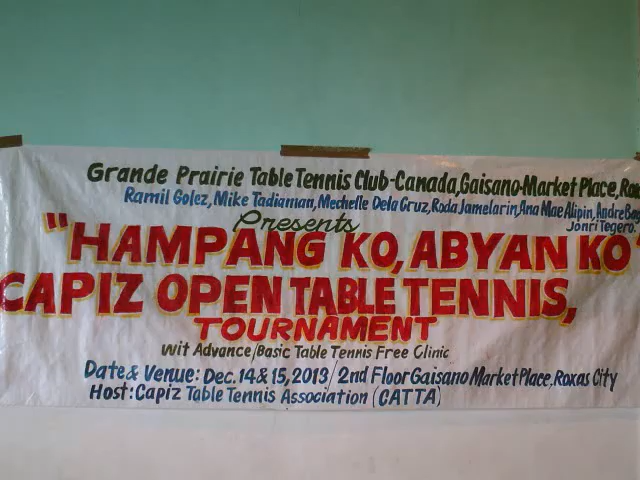 Grande Prairie Table Tennis Club-Canada, Gaisano-Market Place,
Ramil Golez, Mike Tadiaman, Mechelle Dela Cruz, Roda Jamelarin, Ana Mae Alipin, Andre
Jonri Tegero.
Presents
"HAMPANG KO, ABYAN KO"
CAPIZ OPEN TABLE TENNIS,
TOURNAMENT
wit Advance/Basic Table Tennis Free Clinic
Date & Venue: Dec. 14 & 15, 2013/2nd Floor Gaisano Market Place, Roxas City
Host: Capiz Table Tennis Association (CATTA)